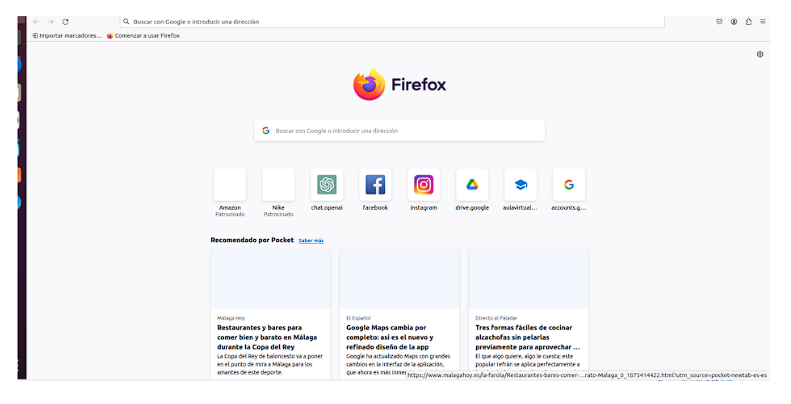 Buscar con Google o introducir una dirección
Importar marcadores... Comenzar a usar Firefox
Firefox
Buscar con Google o introducir una dirección
Amazon
Patrocinado
Nike
Patrocinado
chat.openai
facebook
instagram
drive.google
aulavirtual...
accounts.g...
Recomendado por Pocket Saber más
Málaga Hoy
Restaurantes y bares para
comer bien y barato en Málaga
durante la Copa del Rey
La Copa del Rey de baloncesto va a poner
en el punto de mira a Málaga para los
amantes de este deporte.
El Español
Google Maps cambia por
completo: así es el nuevo y
refinado diseño de la app
Google ha actualizado Maps con grandes
cambios en la interfaz de la aplicación,
que ahora es más inmer
Directo al Paladar
Tres formas fáciles de cocinar
alcachofas sin pelarlas
previamente para aprovechar ...
El que algo quiere, algo le cuesta; este
popular refrán se aplica perfectamente a
https://www.malagahoy.es/la-farola/Restaurantes-bares-comer-...rato-Malaga_0_1875414422.html?utm_source=pocket-newtab-es-es